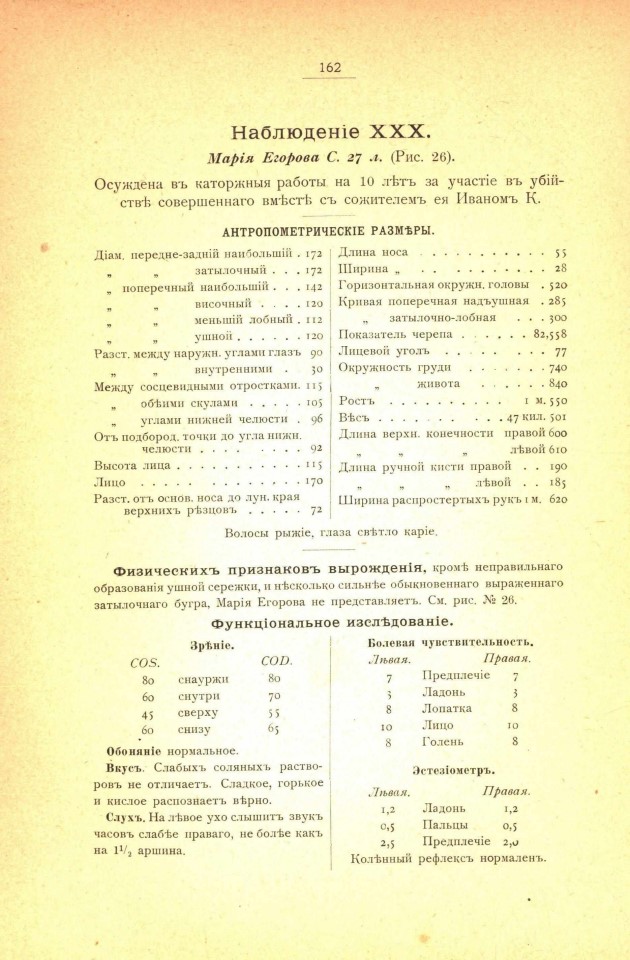 162
Наблюденіе XXX.
Марія Егорова С. 27 л. (Рис. 26).
Осуждена въ каторжныя работы на 10 лѣтъ за участіе въ убій-
ствѣ совершеннаго вмѣстѣ съ сожителемъ ея Иваномъ К.
АНТРОПОМЕТРИЧЕСКІЕ РАЗМѢРЫ.
Діам. передне-задній наибольшій . 172
„ „ затылочный . . . 172
„ поперечный наибольшій . . . 142
„ „ височный . . . . 120
„ „ меньшій лобный . 112
„ „ ушной . . . . . . 120
Разст. между наружн. углами глазъ 90
„ „ внутренними . 30
Между сосцевидными отростками. 115
„ обѣими скулами . . . . . 105
„ углами нижней челюсти . 96
Отъ подбород. точки до угла нижн.
челюсти . . . . . . . . . 92
Высота лица . . . . . . . . . . . 115
Лицо . . . . . . . . . . . . . 170
Разст. отъ основ. носа до лун. края
верхнихъ рѣзцовъ . . . . . 72
Длина носа . . . . . . . . . . . 55
Ширина „ . . . . . . . . . . 28
Горизонтальная окружн. головы . 520
Кривая поперечная надъушная . 285
„ затылочно-лобная . . . 300
Показатель черепа . . . . . . 82,558
Лицевой уголъ . . . . . . . . 77
Окружность груди . . . . . . 740
„ живота . . . . . . 840
Ростъ . . . . . . . . . . 1 м. 550
Вѣсъ . . . . . . . . . 47 кил. 501
Длина верхн. конечности правой 600
„ „ „ лѣвой 610
Длина ручной кисти правой . . 190
„ „ „ лѣвой . . 185
Ширина распростертыхъ рукъ 1 м. 620
Волосы рыжіе, глаза свѣтло каріе.
Физическихъ признаковъ вырожденія, кромѣ неправильнаго
образованія ушной сережки, и нѣсколько сильнѣе обыкновеннаго выраженнаго
затылочнаго бугра, Марія Егорова не представляетъ. См. рис. № 26.
Функціональное изслѣдованіе.
Зрѣніе.
COS. COD.
80 снаружи 80
60 снутри 70
45 сверху 55
60 снизу 65
Обоняніе нормальное.
Вкусъ. Слабыхъ соляныхъ раство-
ровъ не отличаетъ. Сладкое, горькое
и кислое распознаетъ вѣрно.
Слухъ. На лѣвое ухо слышитъ звукъ
часовъ слабѣе праваго, не болѣе какъ
на 1½ аршина.
Болевая чувствительность.
Лѣвая. Правая.
7 Предплечіе 7
3 Ладонь 3
8 Лопатка 8
10 Лицо 10
8 Голень 8
Эстезіометръ.
Лѣвая. Правая.
1,2 Ладонь 1,2
0,5 Пальцы 0,5
2,5 Предплечіе 2,0
Колѣнный рефлексъ нормаленъ.